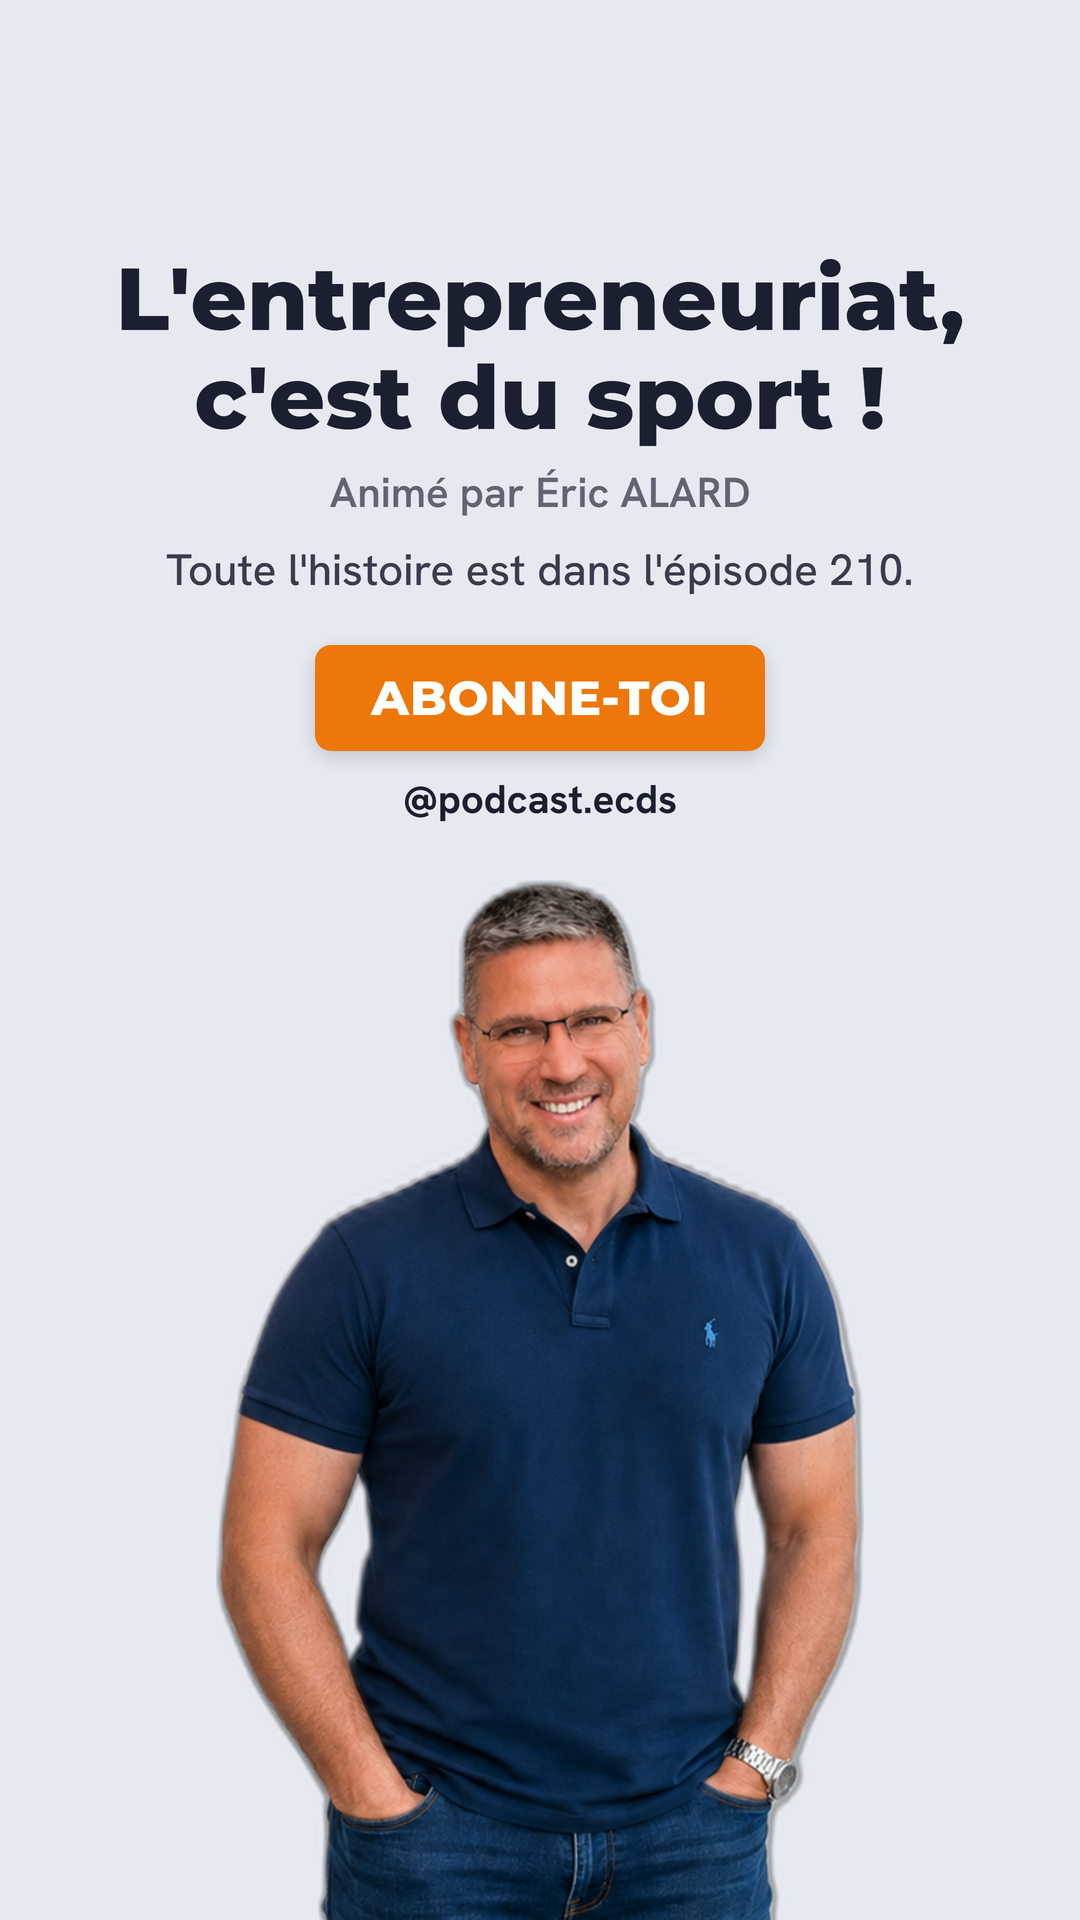 L'entrepreneuriat,
c'est du sport !
Animé par Éric ALARD
Toute l'histoire est dans l'épisode 210.
ABONNE-TOI
@podcast.ecds